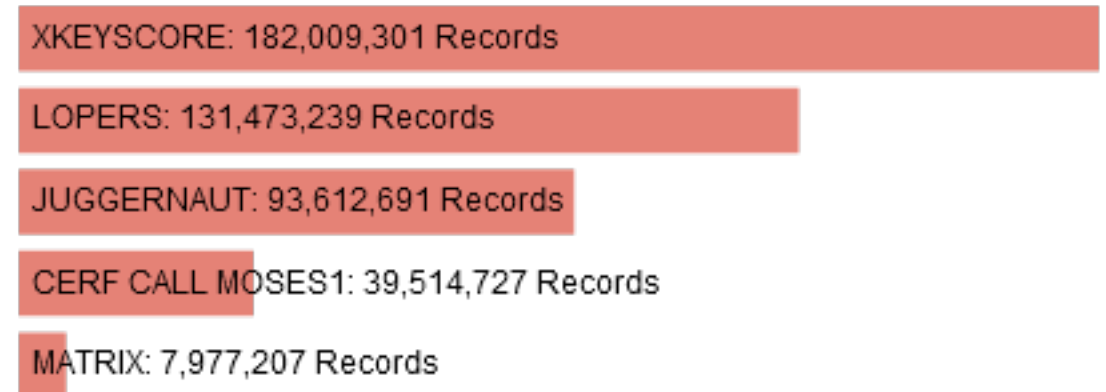 XKEYSCORE: 182,009,301 Records
LOPERS: 131,473,239 Records
JUGGERNAUT: 93,612,691 Records
CERF CALL MOSES1: 39,514,727 Records
MATRIX: 7,977,207 Records